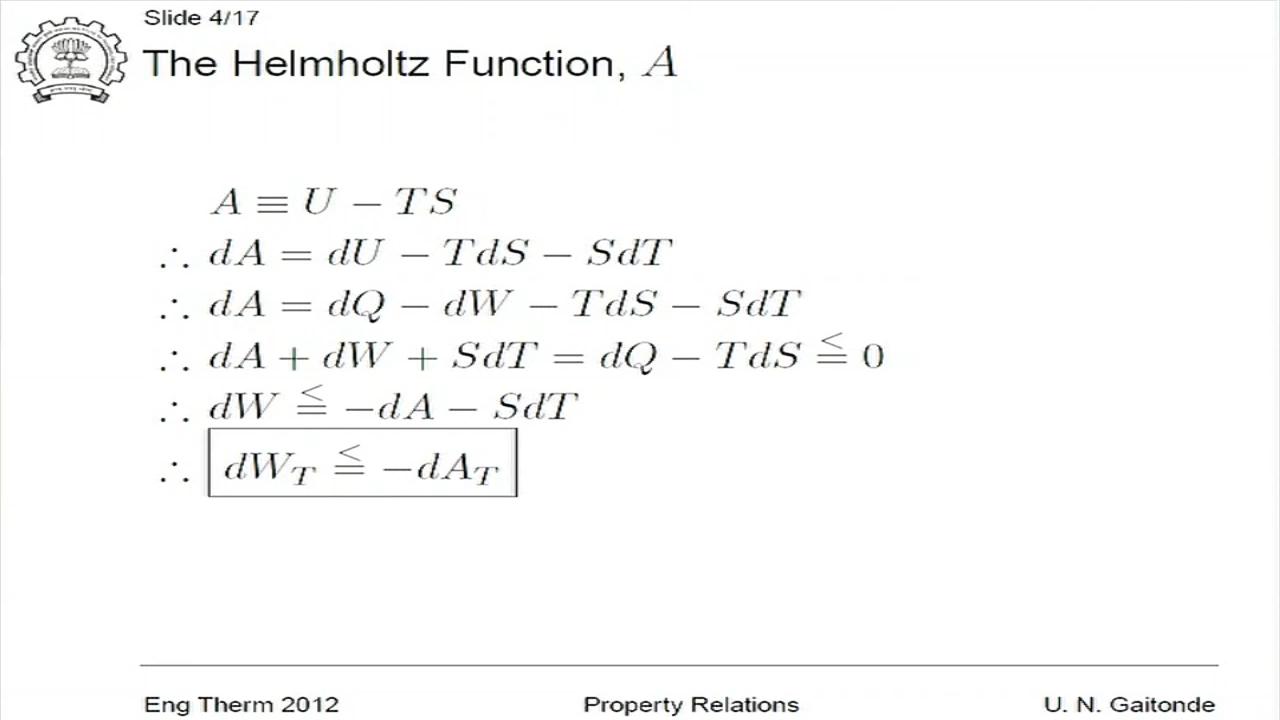 Slide 4/17
The Helmholtz Function, A
A ≡ U − TS
∴ dA = dU − TdS − SdT
∴ dA = dQ − dW − TdS − SdT
∴ dA + dW + SdT = dQ − TdS ≦ 0
∴ dW ≦ −dA − SdT
∴ dW_T ≦ −dA_T
Eng Therm 2012 Property Relations U. N. Gaitonde